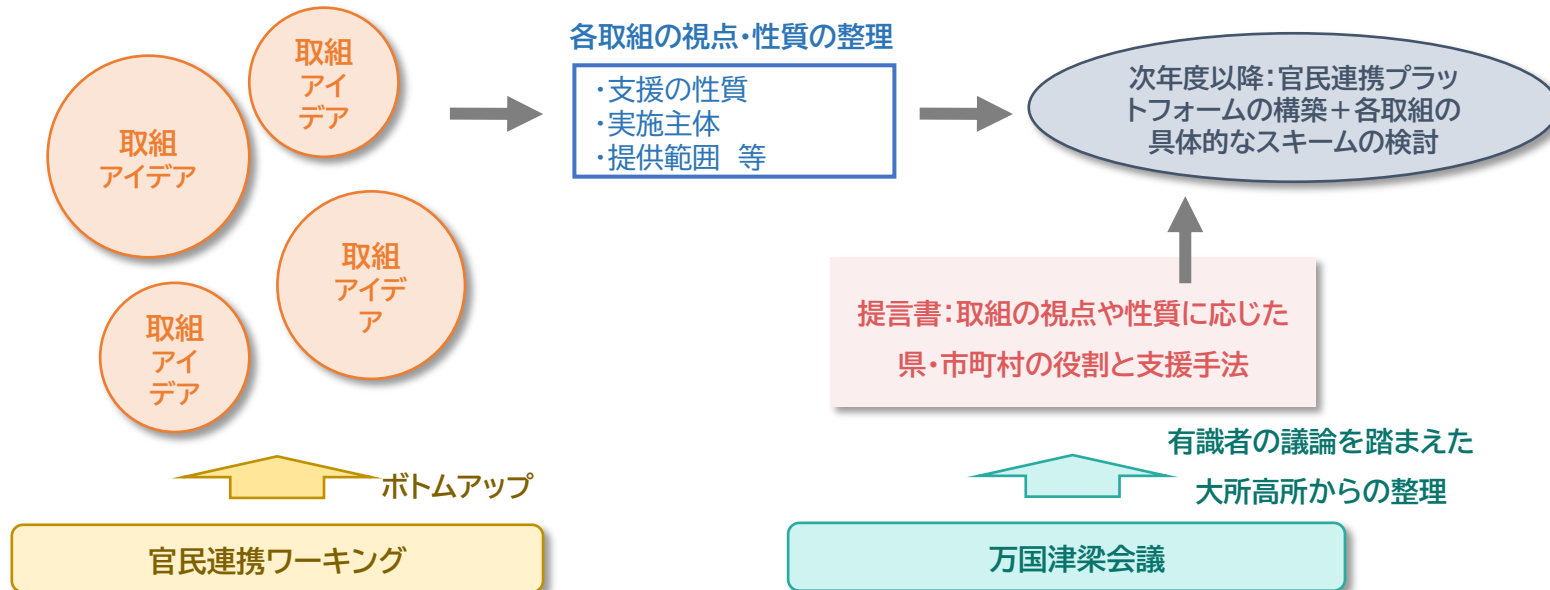 取組
アイデア
取組
アイ
デア
取組
アイデ
ア
取組
アイ
デア
各取組の視点・性質の整理
・支援の性質
・実施主体
・提供範囲　等
次年度以降：官民連携プラッ
トフォームの構築＋各取組の
具体的なスキームの検討
提言書：取組の視点や性質に応じた
県・市町村の役割と支援手法
ボトムアップ
有識者の議論を踏まえた
大所高所からの整理
官民連携ワーキング
万国津梁会議